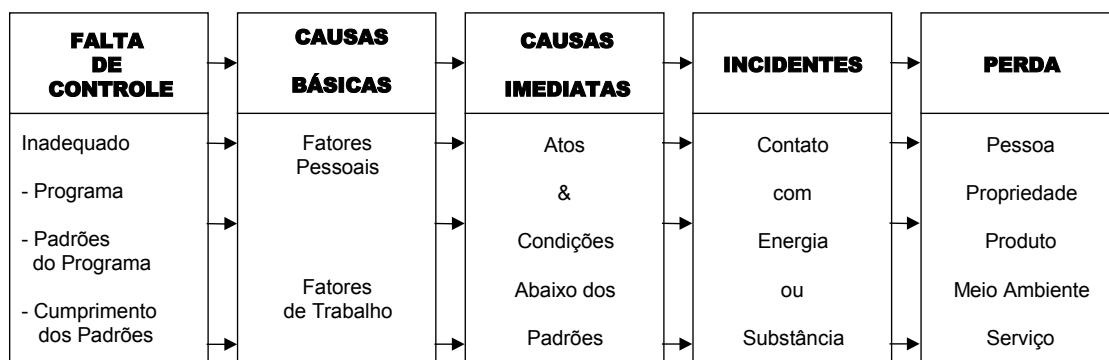 FALTA
DE
CONTROLE
Inadequado
- Programa
- Padrões
do Programa
- Cumprimento
dos Padrões
CAUSAS
BÁSICAS
Fatores
Pessoais
Fatores
de Trabalho
CAUSAS
IMEDIATAS
Atos
&
Condições
Abaixo dos
Padrões
INCIDENTES
Contato
com
Energia
ou
Substância
PERDA
Pessoa
Propriedade
Produto
Meio Ambiente
Serviço